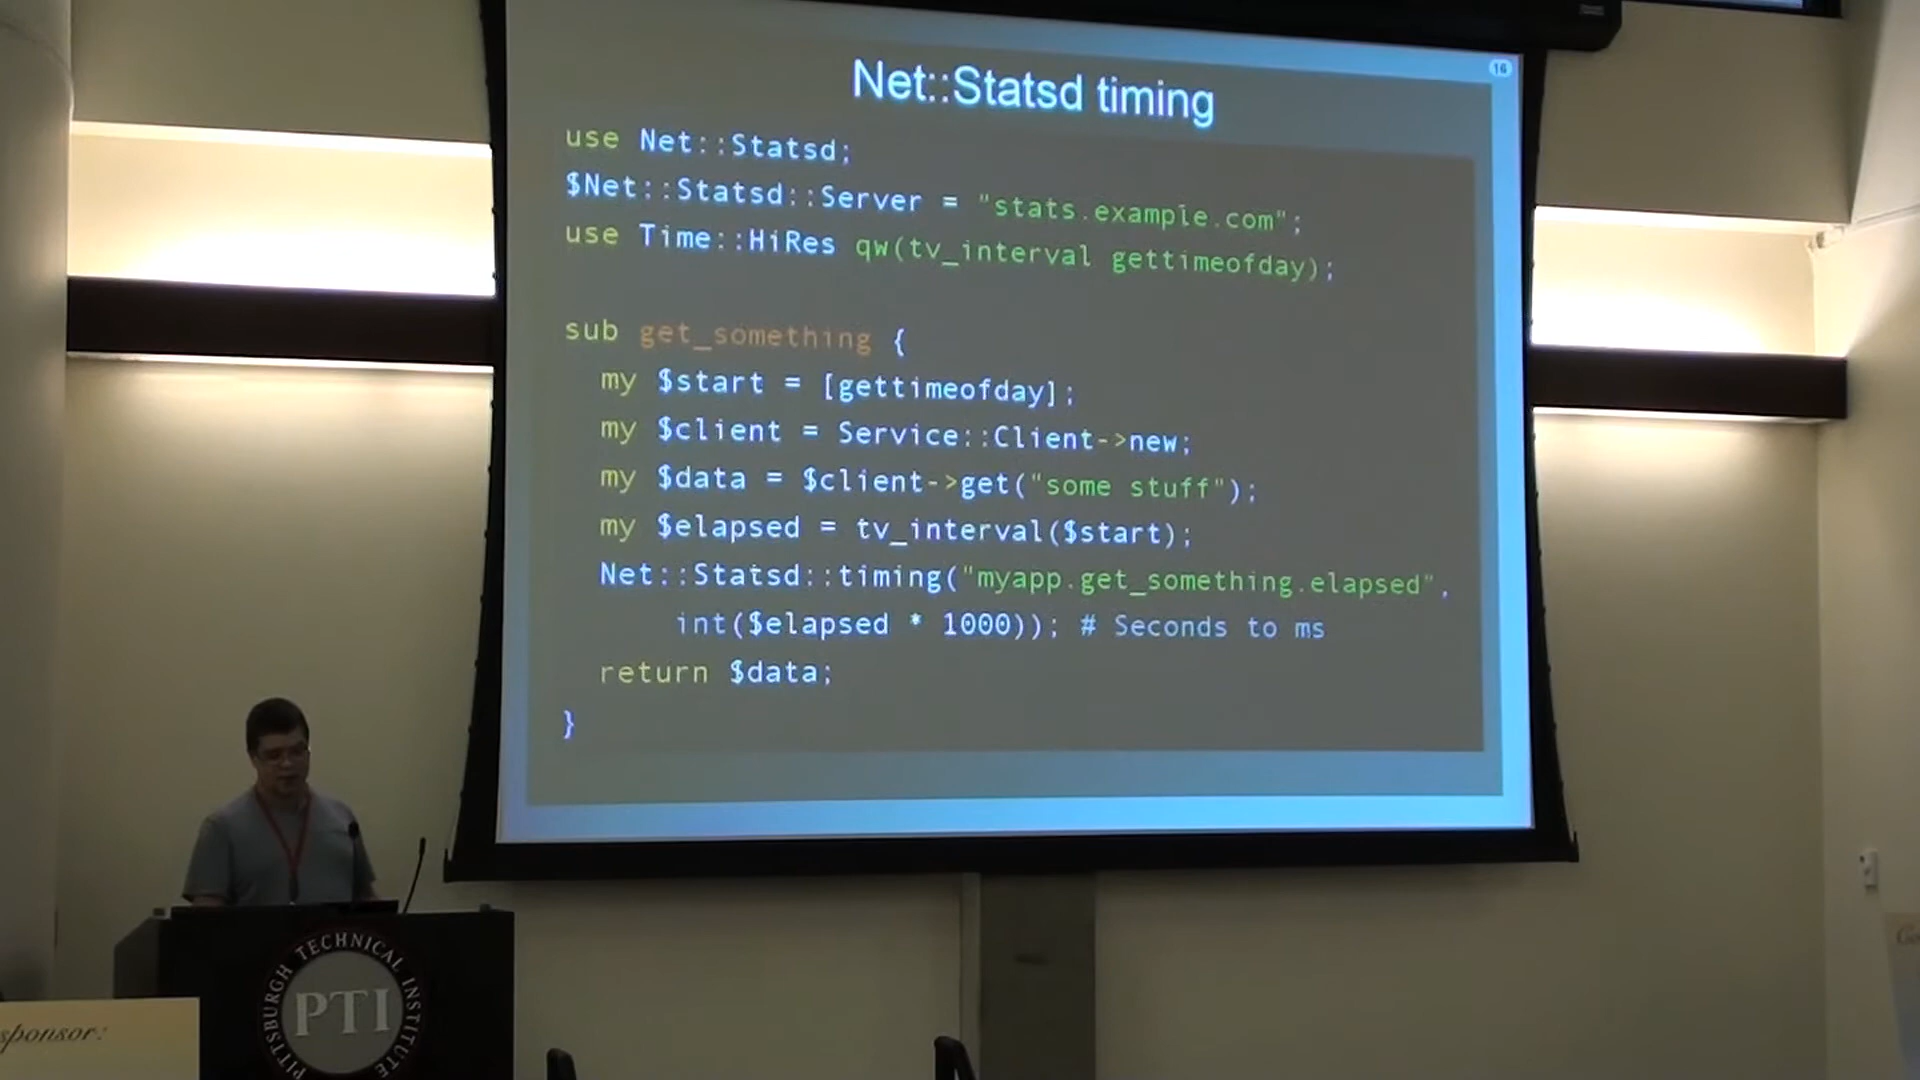 16
Net::Statsd timing
use Net::Statsd;
$Net::Statsd::Server = "stats.example.com";
use Time::HiRes qw(tv_interval gettimeofday);
sub get_something {
my $start = [gettimeofday];
my $client = Service::Client->new;
my $data = $client->get("some stuff");
my $elapsed = tv_interval($start);
Net::Statsd::timing("myapp.get_something.elapsed",
int($elapsed * 1000)); # Seconds to ms
return $data;
}
PITTSBURGH TECHNICAL INSTITUTE
PTI
sponsor: